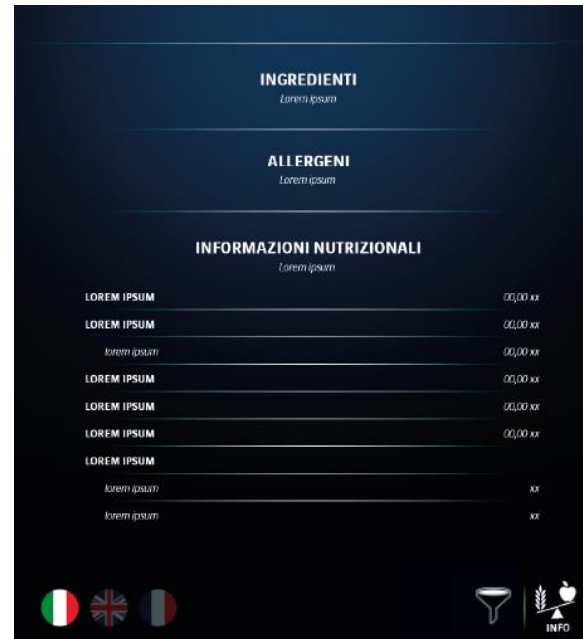 INGREDIENTI
Lorem ipsum
ALLERGENI
Lorem ipsum
INFORMAZIONI NUTRIZIONALI
Lorem ipsum
LOREM IPSUM 00,00 xx
LOREM IPSUM 00,00 xx
lorem ipsum 00,00 xx
LOREM IPSUM 00,00 xx
LOREM IPSUM 00,00 xx
LOREM IPSUM 00,00 xx
LOREM IPSUM
lorem ipsum xx
lorem ipsum xx
INFO